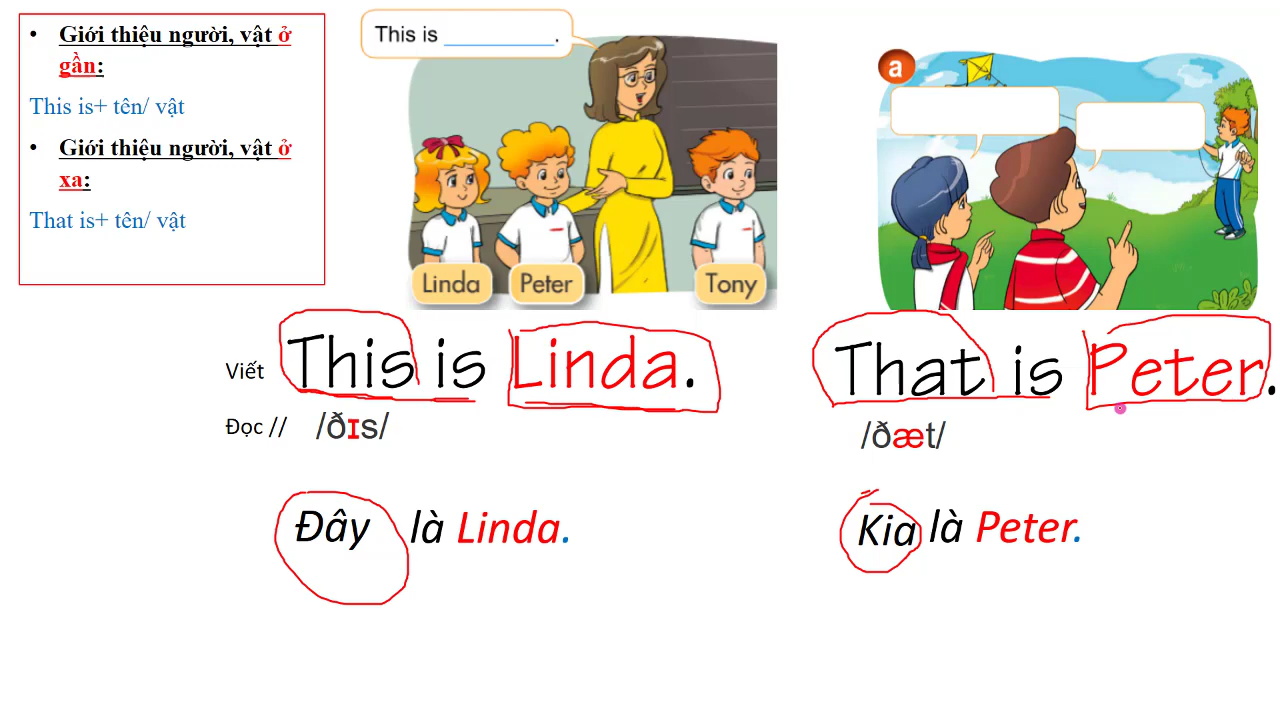 • Giới thiệu người, vật ở
gần:
This is+ tên/ vật
• Giới thiệu người, vật ở
xa:
That is+ tên/ vật
This is __________.
Linda
Peter
Tony
a
Viết
This is Linda.
That is Peter.
Đọc //
/ðɪs/
/ðæt/
Đây là Linda.
Kia là Peter.